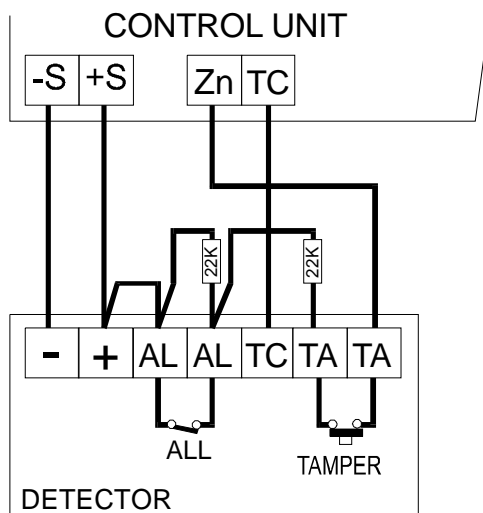 CONTROL UNIT
-S +S Zn TC
22K 22K
- + AL AL TC TA TA
ALL
TAMPER
DETECTOR